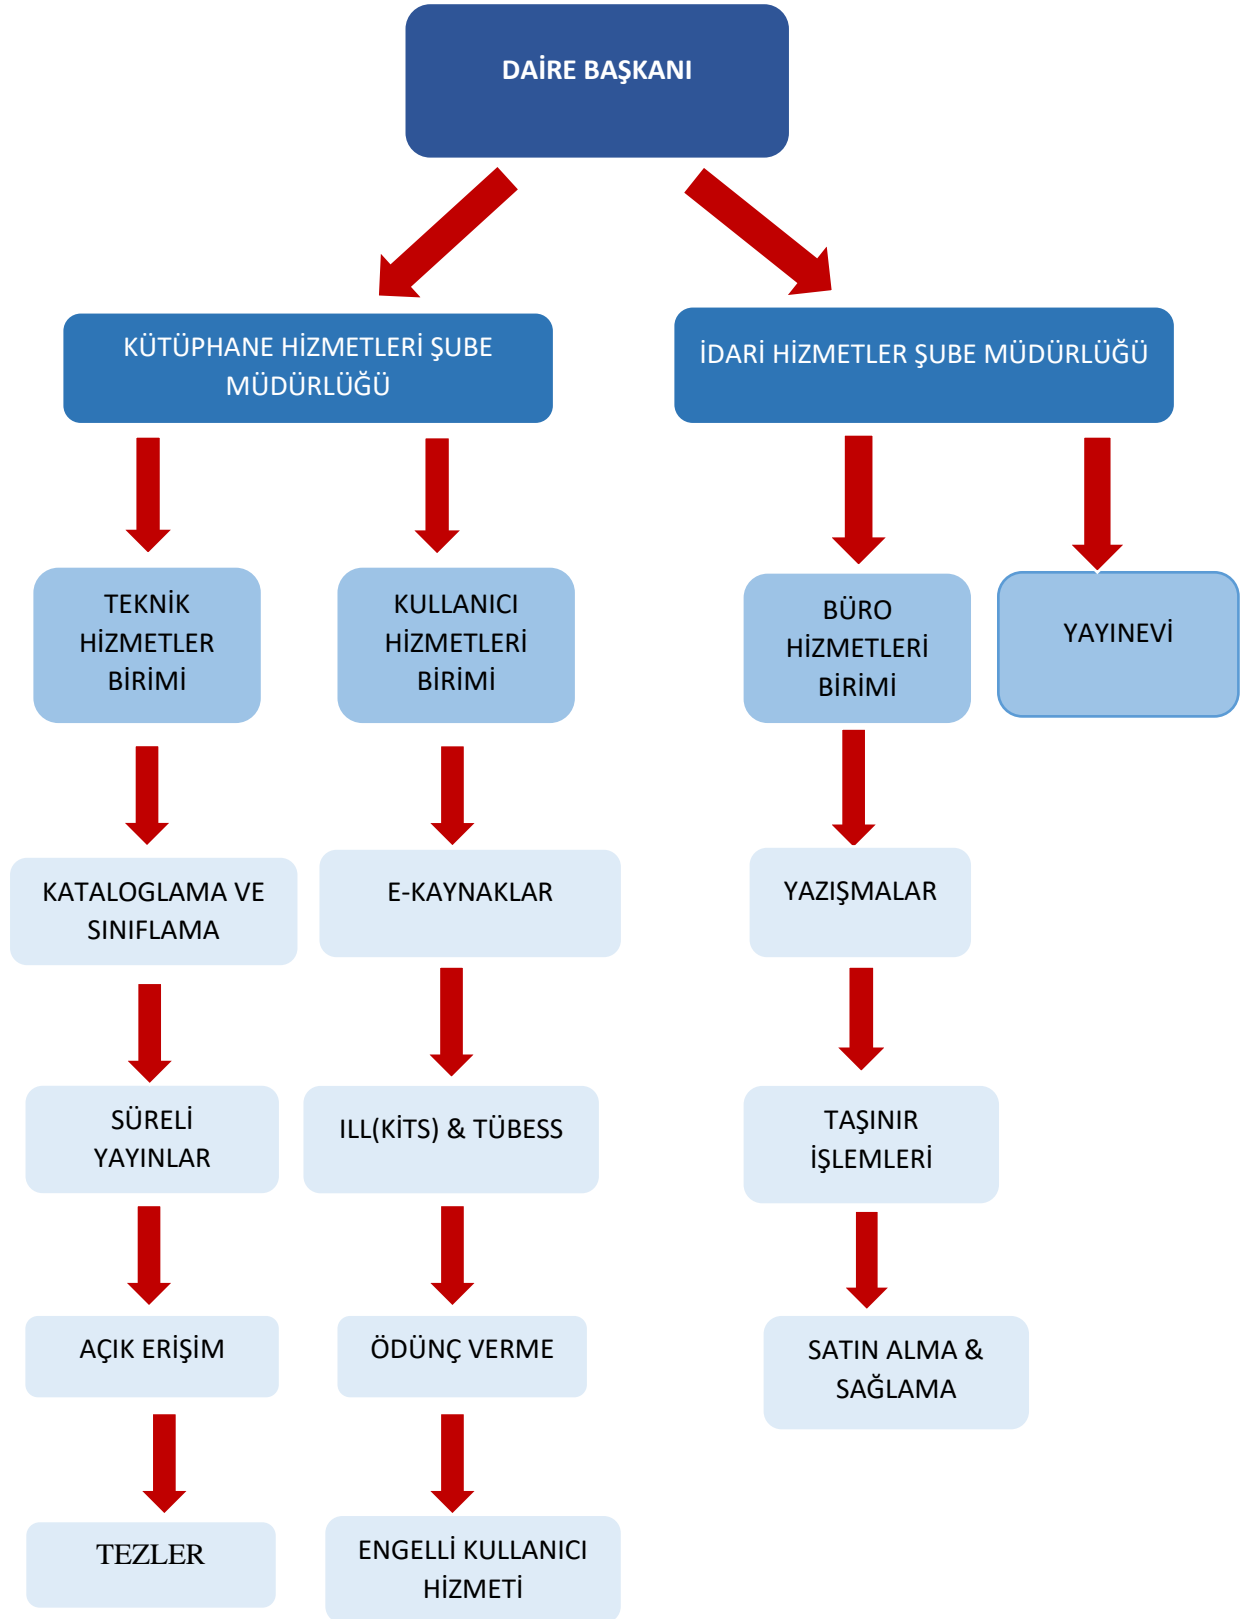 DAİRE BAŞKANI
KÜTÜPHANE HİZMETLERİ ŞUBE
MÜDÜRLÜĞÜ
İDARİ HİZMETLER ŞUBE MÜDÜRLÜĞÜ
TEKNİK
HİZMETLER
BİRİMİ
KULLANICI
HİZMETLERİ
BİRİMİ
BÜRO
HİZMETLERİ
BİRİMİ
YAYINEVİ
KATALOGLAMA VE
SINIFLAMA
E-KAYNAKLAR
YAZIŞMALAR
SÜRELİ
YAYINLAR
ILL(KİTS) & TÜBESS
TAŞINIR
İŞLEMLERİ
AÇIK ERİŞİM
ÖDÜNÇ VERME
SATIN ALMA &
SAĞLAMA
TEZLER
ENGELLİ KULLANICI
HİZMETİ